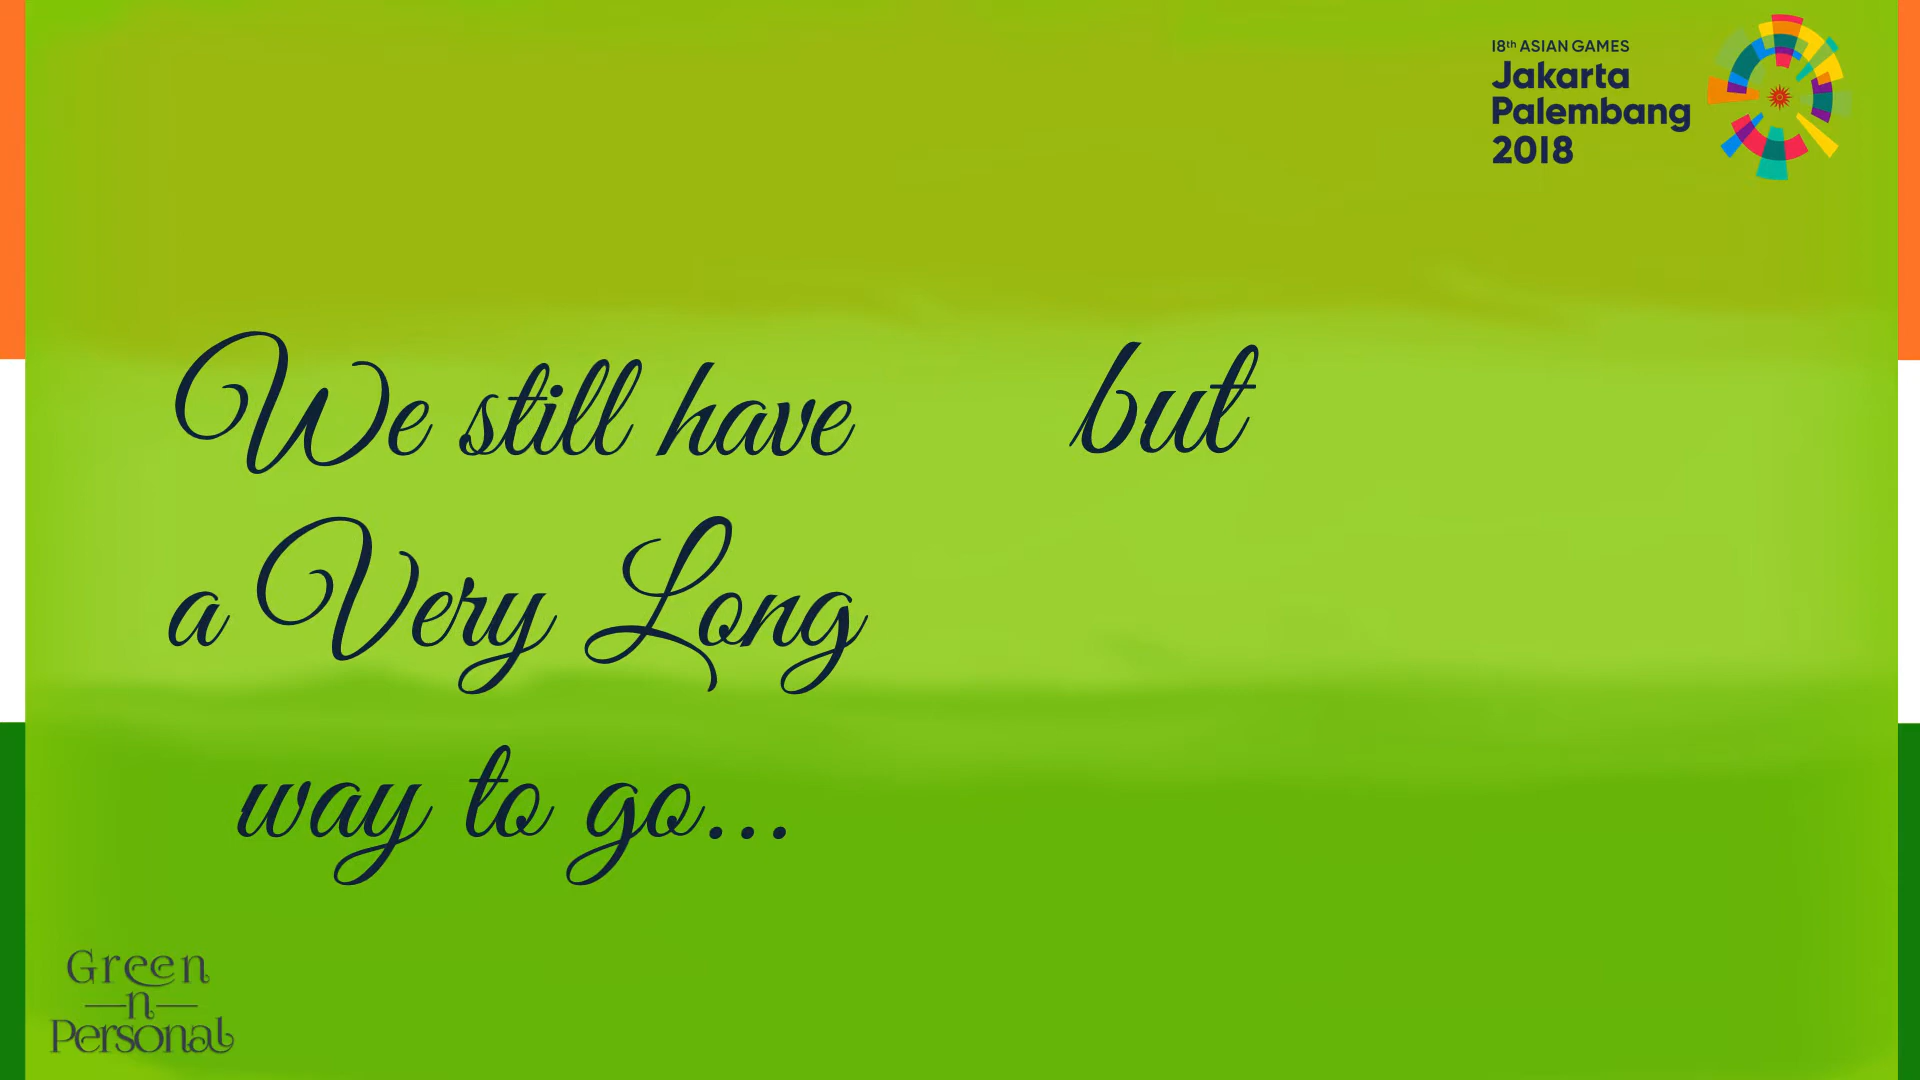 18th ASIAN GAMES
Jakarta
Palembang
2018
We still have
a Very Long
way to go...
but
Green
n
Personal